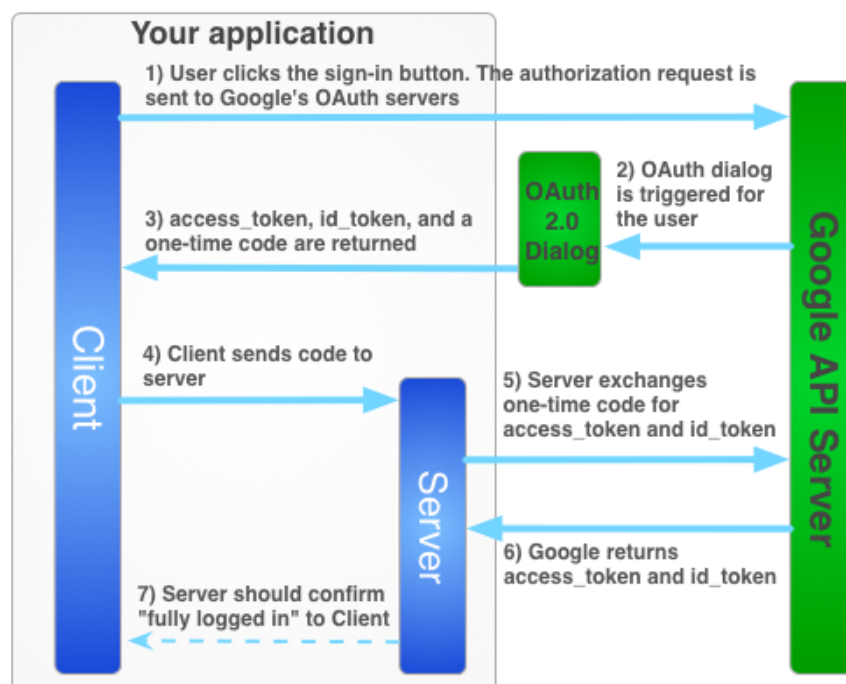 Your application
1) User clicks the sign-in button. The authorization request is
sent to Google's OAuth servers
OAuth
2.0
Dialog
2) OAuth dialog
is triggered for
the user
3) access_token, id_token, and a
one-time code are returned
Client
Google API Server
4) Client sends code to
server
Server
5) Server exchanges
one-time code for
access_token and id_token
6) Google returns
access_token and id_token
7) Server should confirm
"fully logged in" to Client